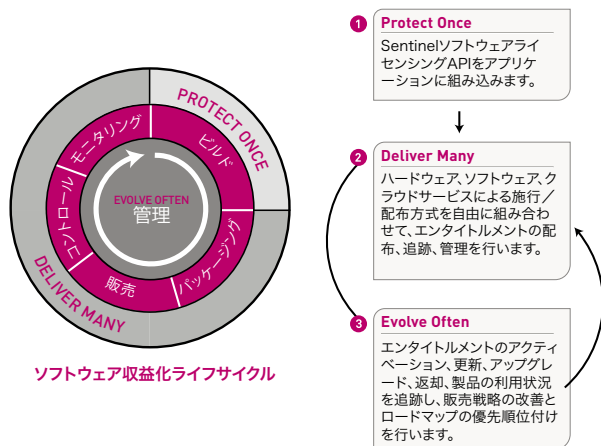 PROTECT ONCE
モニタリング
ビルド
コントロール
EVOLVE OFTEN
管理
パッケージング
販売
DELIVER MANY
ソフトウェア収益化ライフサイクル
1 Protect Once
Sentinelソフトウェアライ
センシングAPIをアプリケ
ーションに組み込みます。
2 Deliver Many
ハードウェア、ソフトウェア、ク
ラウドサービスによる施行／
配布方式を自由に組み合わ
せて、エンタイトルメントの配
布、追跡、管理を行います。
3 Evolve Often
エンタイトルメントのアクティ
ベーション、更新、アップグレ
ード、返却、製品の利用状況
を追跡し、販売戦略の改善と
ロードマップの優先順位付け
を行います。